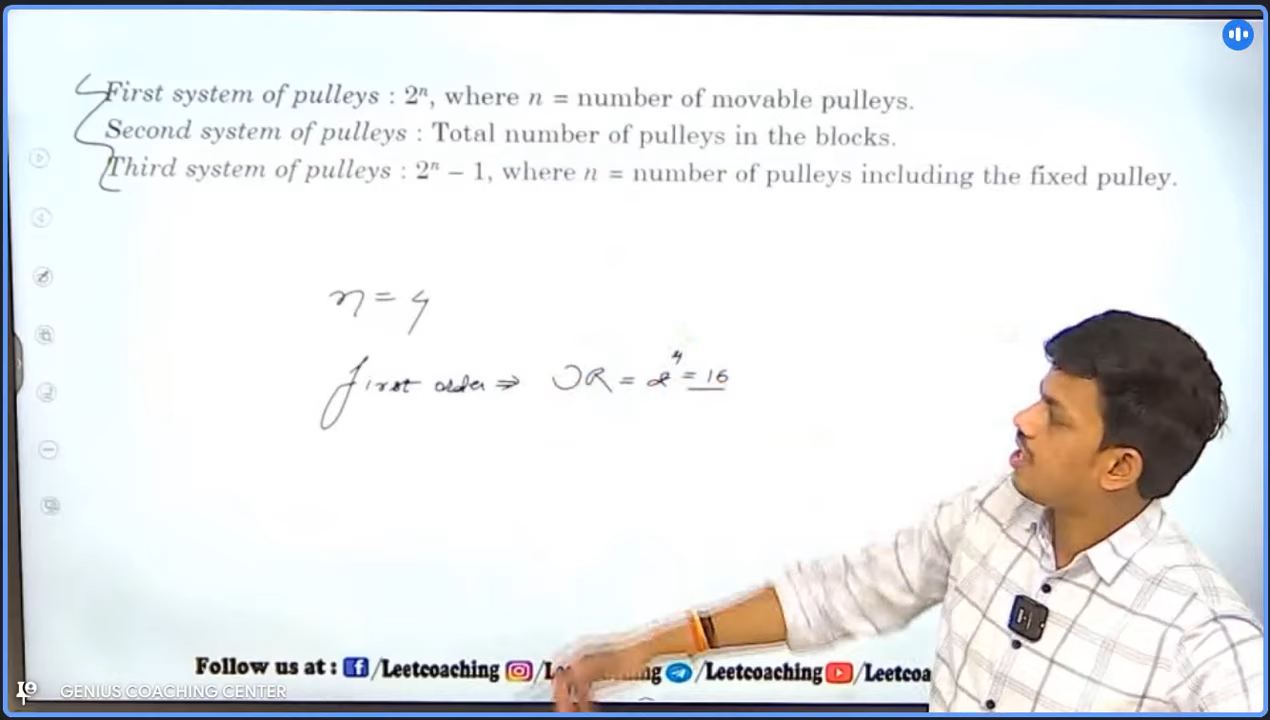 First system of pulleys : 2ⁿ, where n = number of movable pulleys.
Second system of pulleys : Total number of pulleys in the blocks.
Third system of pulleys : 2ⁿ – 1, where n = number of pulleys including the fixed pulley.
n = 4
first order ⇒ VR = 2⁴ = 16
Follow us at : /Leetcoaching /Leetcoaching /Leetcoa
GENIUS COACHING CENTER